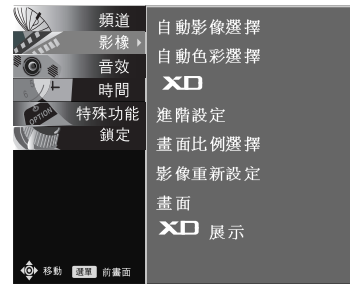 頻道
影像
音效
時間
OPTION
特殊功能
鎖定
移動 選單 前畫面
自動影像選擇
自動色彩選擇
XD
進階設定
畫面比例選擇
影像重新設定
畫面
XD 展示